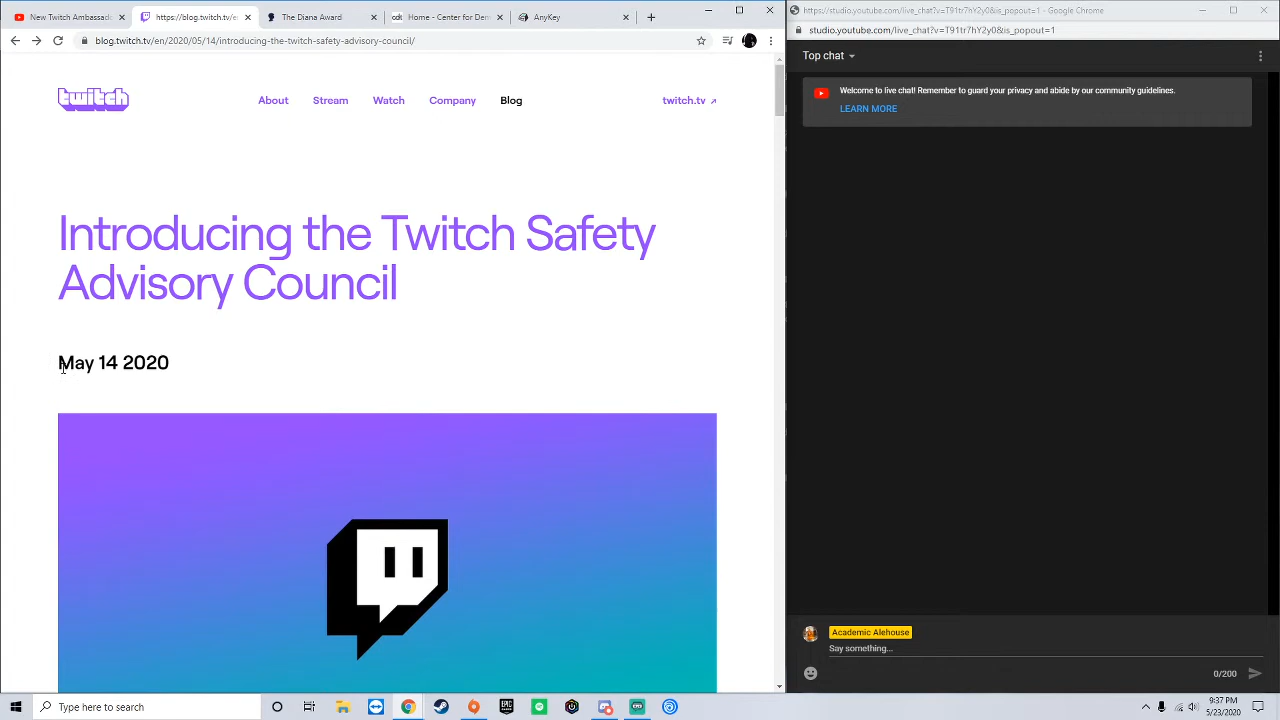 New Twitch Ambassado
https://blog.twitch.tv/e
The Diana Award
cdt Home - Center for Dem
AnyKey
blog.twitch.tv/en/2020/05/14/introducing-the-twitch-safety-advisory-council/
twitch
About
Stream
Watch
Company
Blog
twitch.tv ↗
Introducing the Twitch Safety
Advisory Council
May 14 2020
https://studio.youtube.com/live_chat?v=T91tr7hY2y0&is_popout=1 - Google Chrome
studio.youtube.com/live_chat?v=T91tr7hY2y0&is_popout=1
Top chat
Welcome to live chat! Remember to guard your privacy and abide by our community guidelines.
LEARN MORE
Academic Alehouse
Say something...
0/200
Type here to search
EPIC
GAMES
9:37 PM
5/23/2020